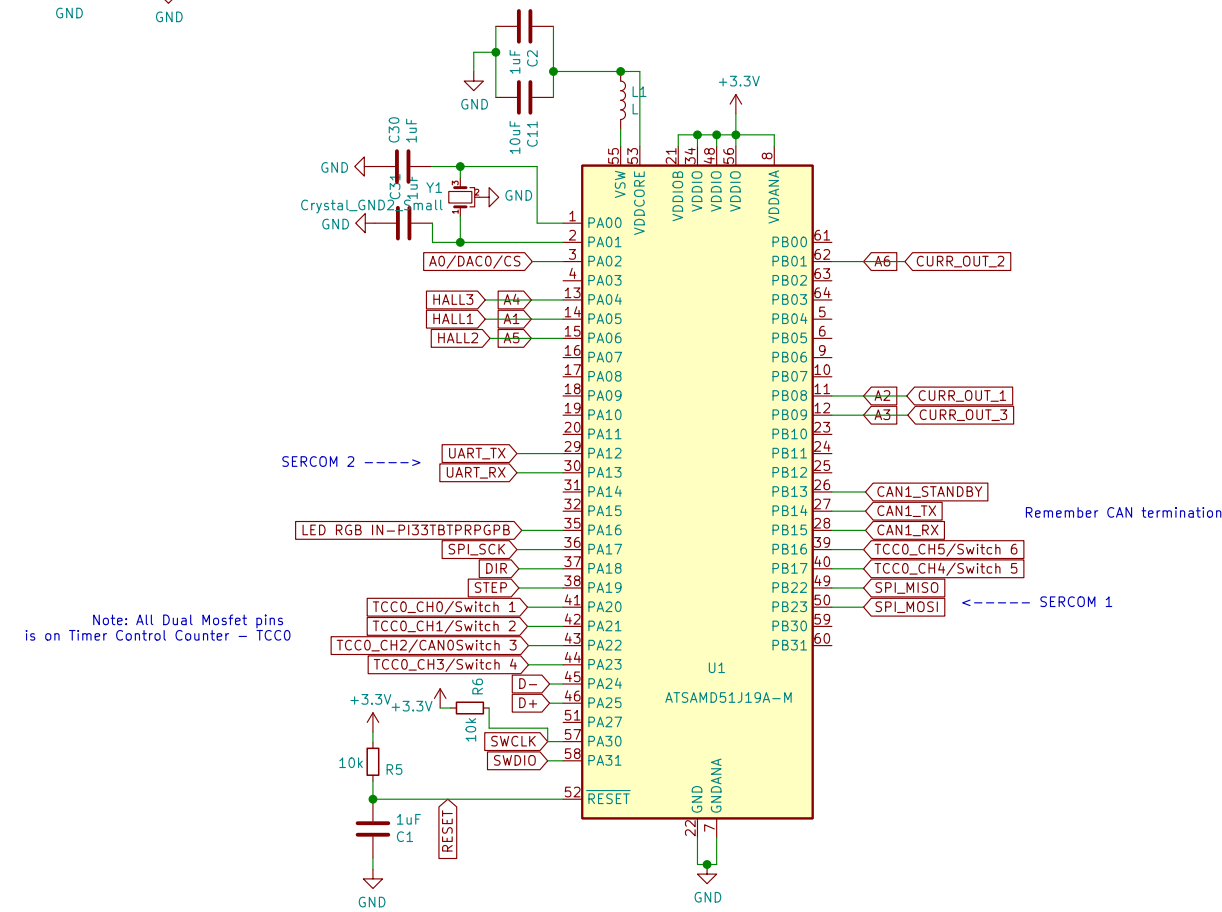 GND
GND
1uF
C2
GND
10uF
C11
L1
L
+3.3V
C30
1uF
GND
C31
1uF
Y1
3
2
1
GND
Crystal_GND2_Small
GND
55
53
21
34
48
56
8
VSW
VDDCORE
VDDIOB
VDDIO
VDDIO
VDDIO
VDDANA
1 PA00
2 PA01
A0/DAC0/CS 3 PA02
4 PA03
HALL3 A4 13 PA04
HALL1 A1 14 PA05
HALL2 A5 15 PA06
16 PA07
17 PA08
18 PA09
19 PA10
20 PA11
SERCOM 2 ---->
UART_TX 29 PA12
UART_RX 30 PA13
31 PA14
32 PA15
LED RGB IN-PI33TBTPRPGPB 35 PA16
SPI_SCK 36 PA17
DIR 37 PA18
STEP 38 PA19
TCC0_CH0/Switch 1 41 PA20
TCC0_CH1/Switch 2 42 PA21
TCC0_CH2/CAN0Switch 3 43 PA22
TCC0_CH3/Switch 4 44 PA23
D- 45 PA24
D+ 46 PA25
51 PA27
SWCLK 57 PA30
SWDIO 58 PA31
52 RESET
PB00 61
PB01 62 A6 CURR_OUT_2
PB02 63
PB03 64
PB04 5
PB05 6
PB06 9
PB07 10
PB08 11 A2 CURR_OUT_1
PB09 12 A3 CURR_OUT_3
PB10 23
PB11 24
PB12 25
PB13 26 CAN1_STANDBY
PB14 27 CAN1_TX
PB15 28 CAN1_RX
PB16 39 TCC0_CH5/Switch 6
PB17 40 TCC0_CH4/Switch 5
PB22 49 SPI_MISO
PB23 50 SPI_MOSI
PB30 59
PB31 60
Remember CAN termination
<----- SERCOM 1
Note: All Dual Mosfet pins
is on Timer Control Counter - TCC0
U1
ATSAMD51J19A-M
+3.3V
+3.3V
R6
10k
10k
R5
RESET
1uF
C1
GND
GND
GNDANA
22
7
GND